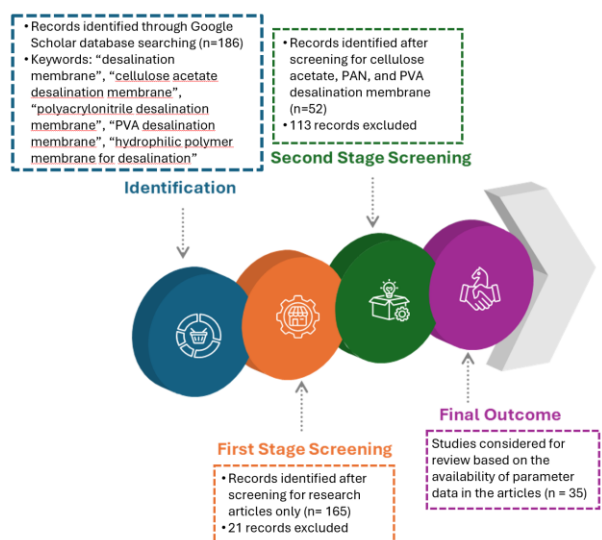 • Records identified through Google
Scholar database searching (n=186)
• Keywords: “desalination
membrane”, “cellulose acetate
desalination membrane”,
“polyacrylonitrile desalination
membrane”, “PVA desalination
membrane”, “hydrophilic polymer
membrane for desalination”
Identification
• Records identified after
screening for cellulose
acetate, PAN, and PVA
desalination membrane
(n=52)
• 113 records excluded
Second Stage Screening
First Stage Screening
• Records identified after
screening for research
articles only (n= 165)
• 21 records excluded
Final Outcome
Studies considered for
review based on the
availability of parameter
data in the articles (n = 35)